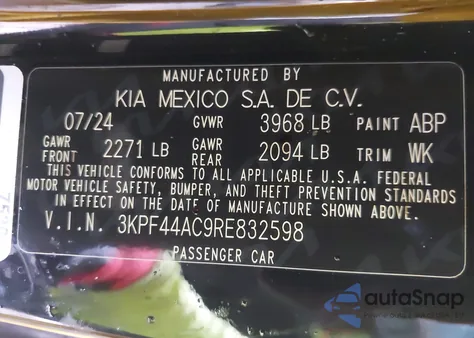 MANUFACTURED BY
KIA MEXICO S.A. DE C.V.
07/24 GVWR 3968 LB PAINT ABP
GAWR FRONT 2271 LB GAWR REAR 2094 LB TRIM WK
THIS VEHICLE CONFORMS TO ALL APPLICABLE U.S.A. FEDERAL
MOTOR VEHICLE SAFETY, BUMPER, AND THEFT PREVENTION STANDARDS
IN EFFECT ON THE DATE OF MANUFACTURE SHOWN ABOVE.
V.I.N. 3KPF44AC9RE832598
PASSENGER CAR
autoSnap